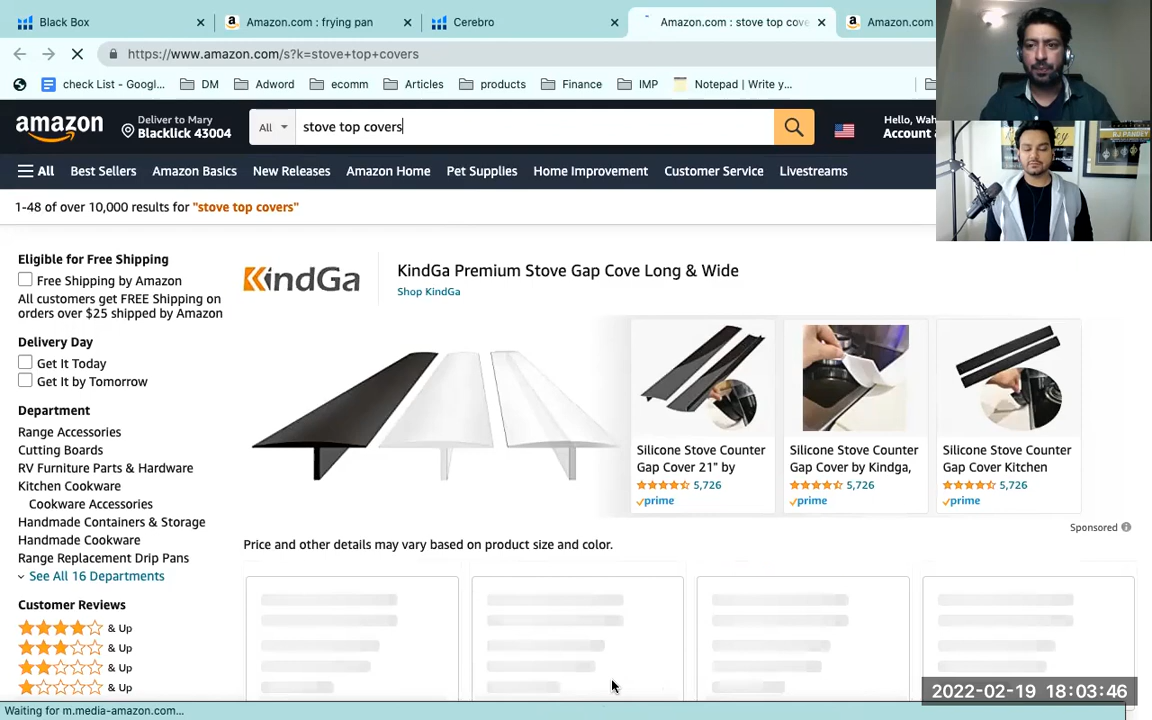 Black Box
Amazon.com : frying pan
Cerebro
Amazon.com : stove top cove
Amazon.com
https://www.amazon.com/s?k=stove+top+covers
check List - Googl...
DM
Adword
ecomm
Articles
products
Finance
IMP
Notepad | Write y...
amazon
Deliver to Mary
Blacklick 43004
All
stove top covers
Hello, Wah
Account
All
Best Sellers
Amazon Basics
New Releases
Amazon Home
Pet Supplies
Home Improvement
Customer Service
Livestreams
1-48 of over 10,000 results for "stove top covers"
Eligible for Free Shipping
Free Shipping by Amazon
All customers get FREE Shipping on
orders over $25 shipped by Amazon
Delivery Day
Get It Today
Get It by Tomorrow
Department
Range Accessories
Cutting Boards
RV Furniture Parts & Hardware
Kitchen Cookware
Cookware Accessories
Handmade Containers & Storage
Handmade Cookware
Range Replacement Drip Pans
See All 16 Departments
Customer Reviews
& Up
& Up
& Up
& Up
KindGa
KindGa Premium Stove Gap Cove Long & Wide
Shop KindGa
Silicone Stove Counter
Gap Cover 21" by
5,726
prime
Silicone Stove Counter
Gap Cover by Kindga,
5,726
prime
Silicone Stove Counter
Gap Cover Kitchen
5,726
prime
Sponsored
Price and other details may vary based on product size and color.
2022-02-19 18:03:46
Waiting for m.media-amazon.com...